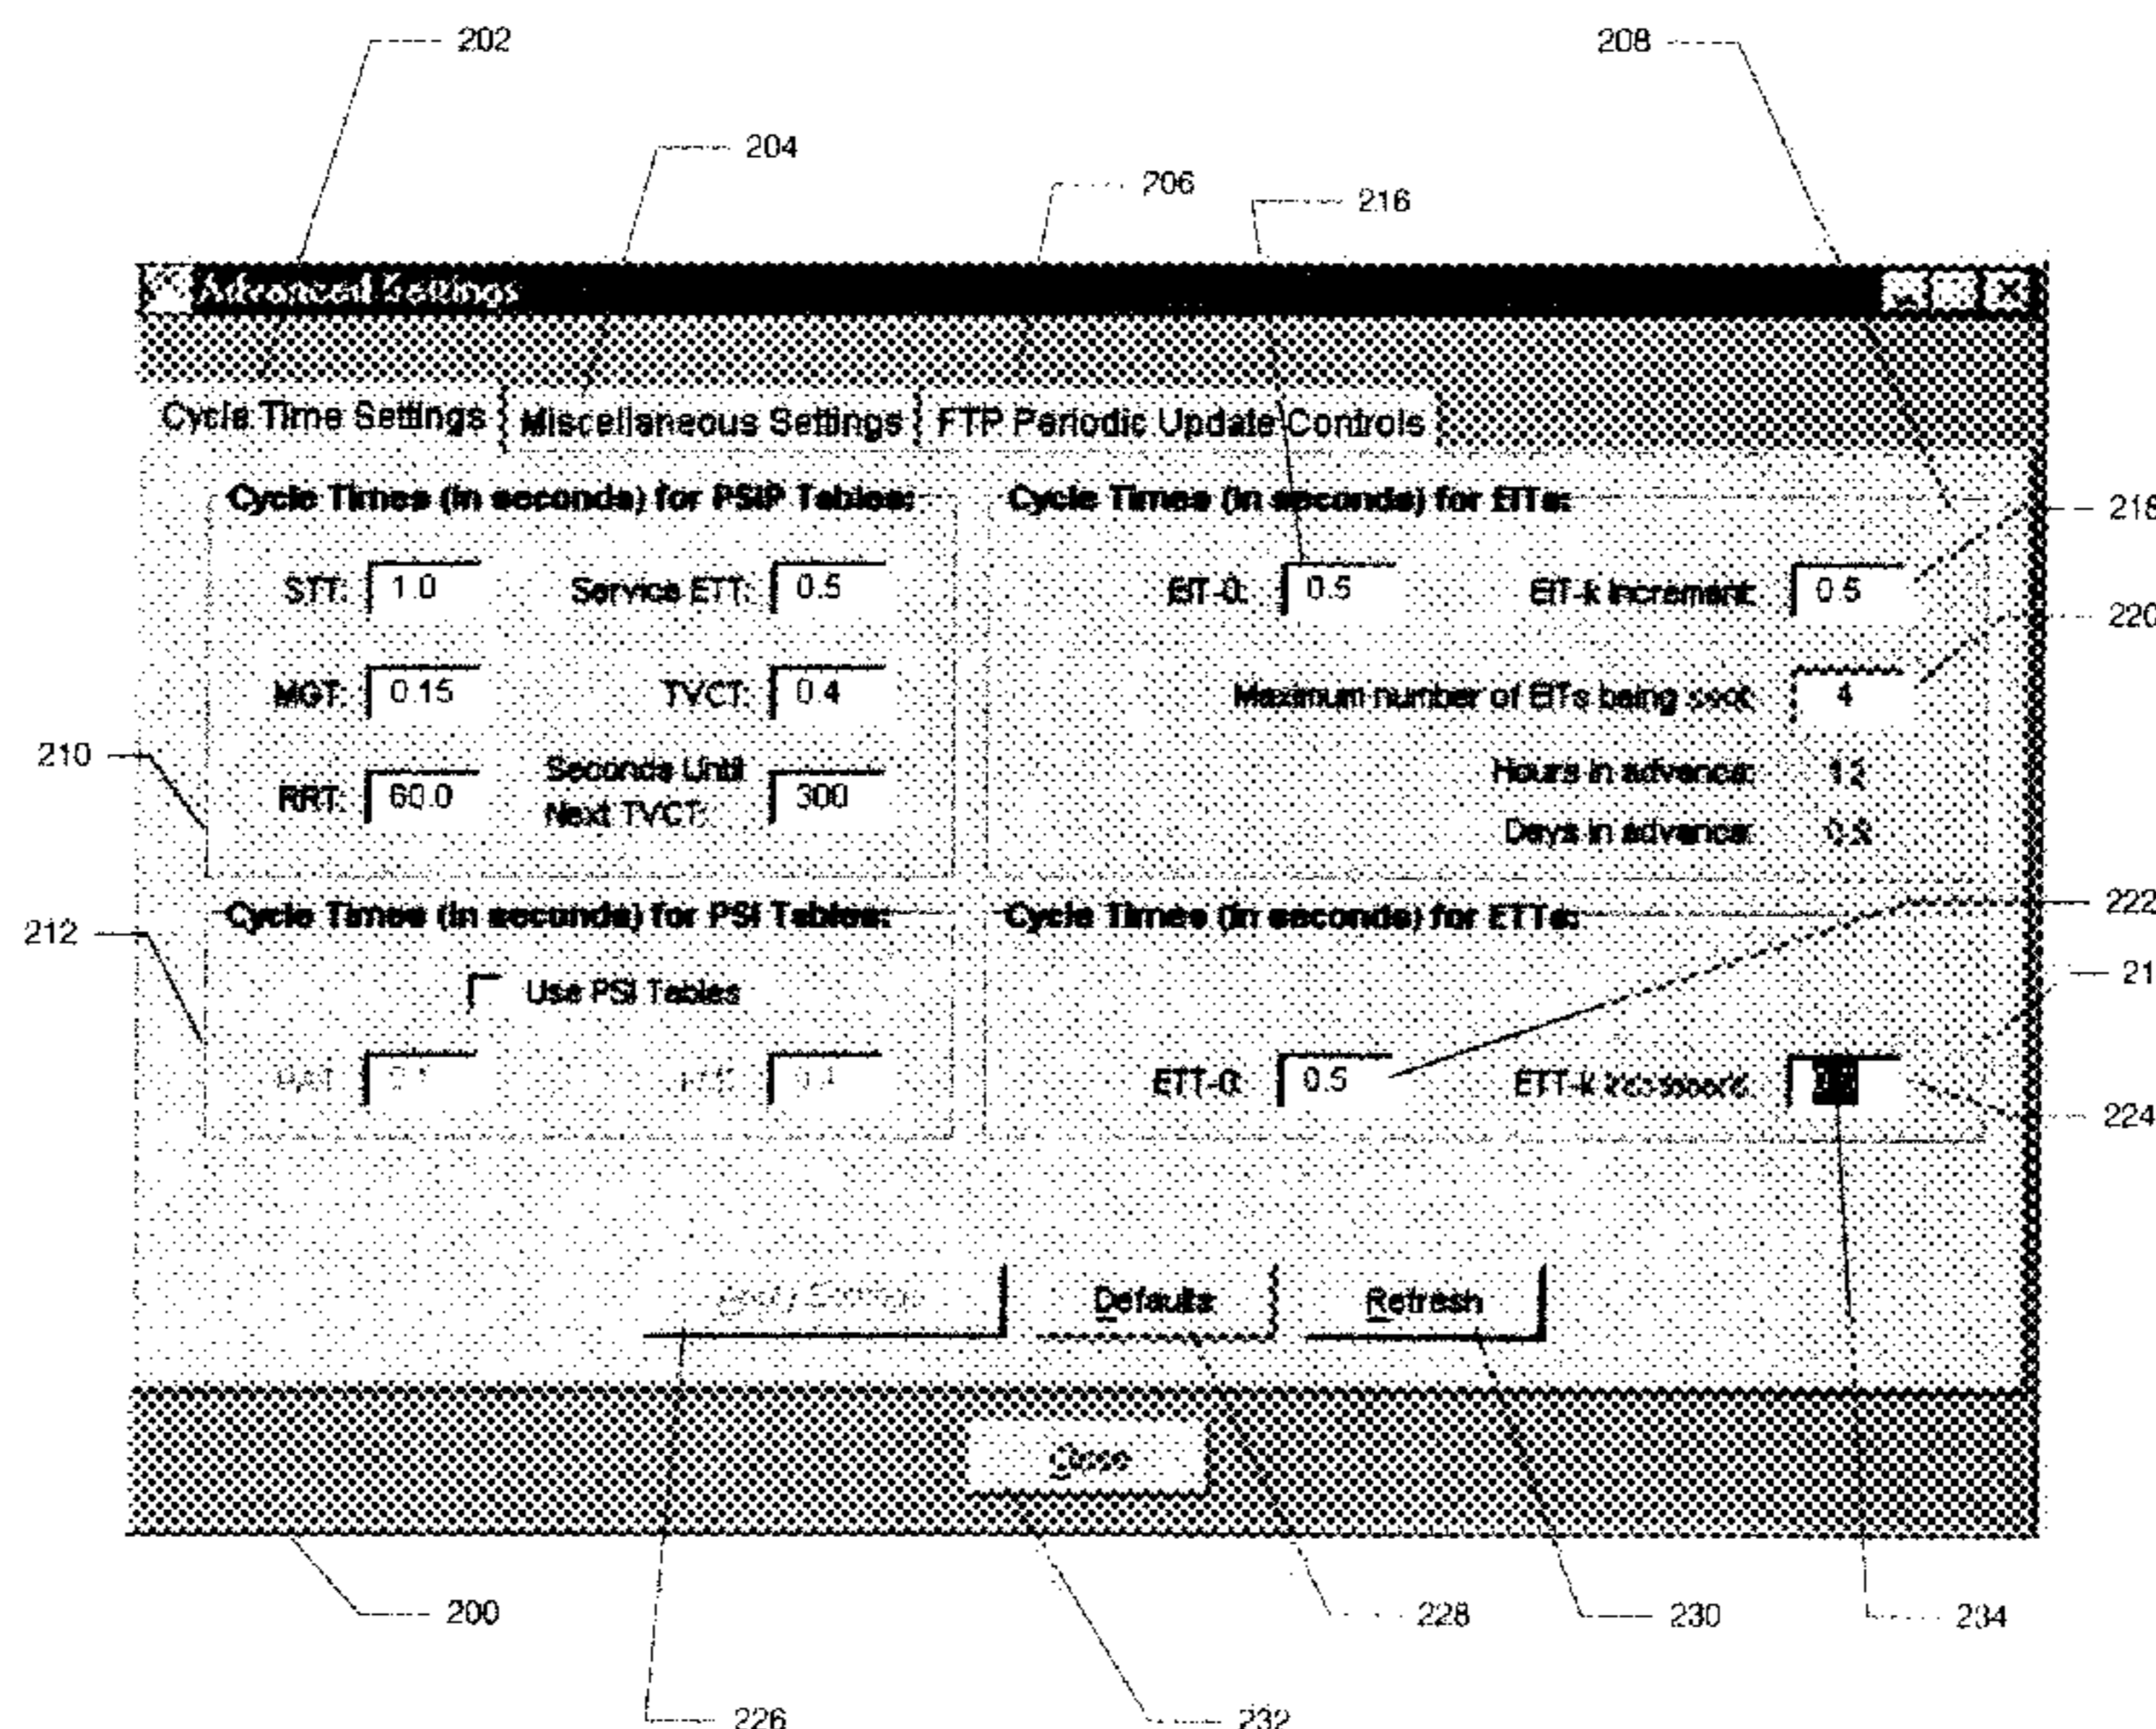 202
208
204
206
216
Advanced Settings
Cycle Time Settings
Miscellaneous Settings
FTP Periodic Update Controls
Cycle Times (in seconds) for PSIP Tables:
STT: 1.0
Service ETT: 0.5
MGT: 0.15
TVCT: 0.4
RRT: 60.0
Seconds Until
Next TVCT: 300
Cycle Times (in seconds) for EITs:
EIT-0: 0.5
EIT-k increment: 0.5
Maximum number of EITs being 4
Hours in advance: 12
Days in advance:
218
220
210
212
Cycle Times (in seconds) for PSI Tables:
Use PSI Tables
Cycle Times (in seconds) for ETTs:
ETT-0: 0.5
ETT-k
222
21
224
Defaults
Refresh
Close
200
228
230
234
226
232